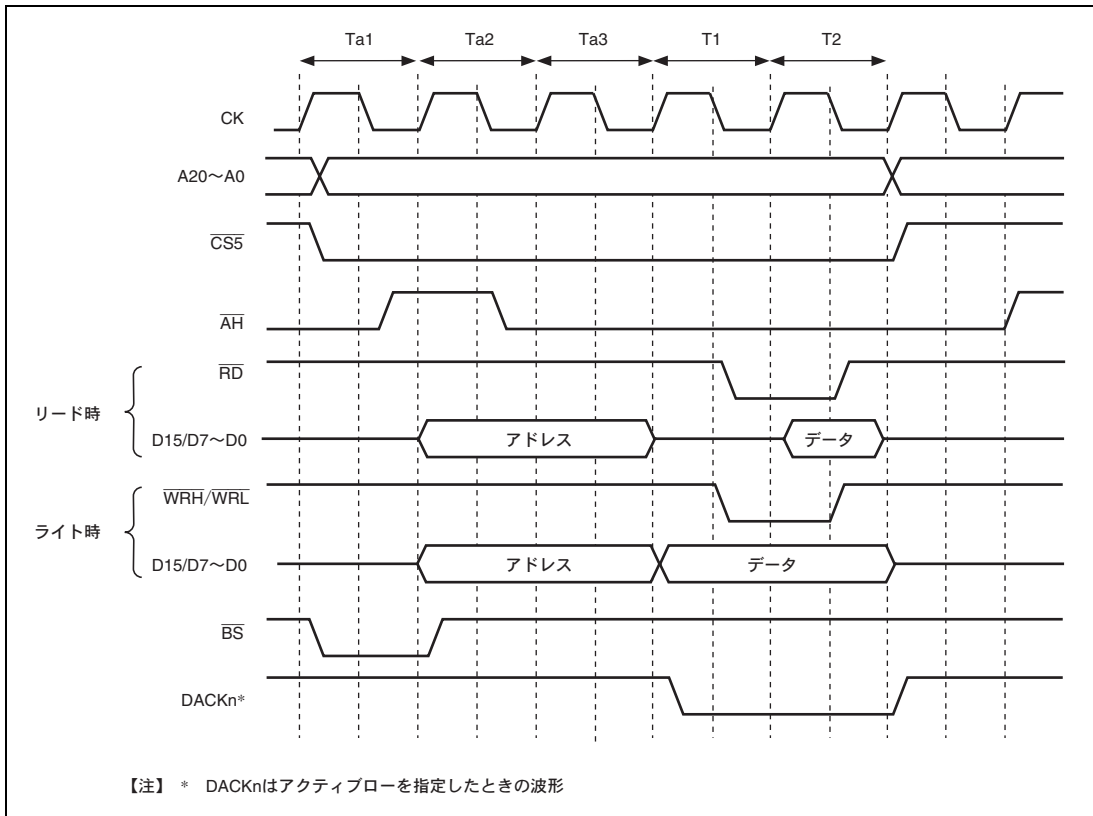 Ta1 Ta2 Ta3 T1 T2
CK
A20～A0
CS5
AH
リード時
RD
D15/D7～D0 アドレス データ
ライト時
WRH/WRL
D15/D7～D0 アドレス データ
BS
DACKn*
【注】 * DACKnはアクティブローを指定したときの波形